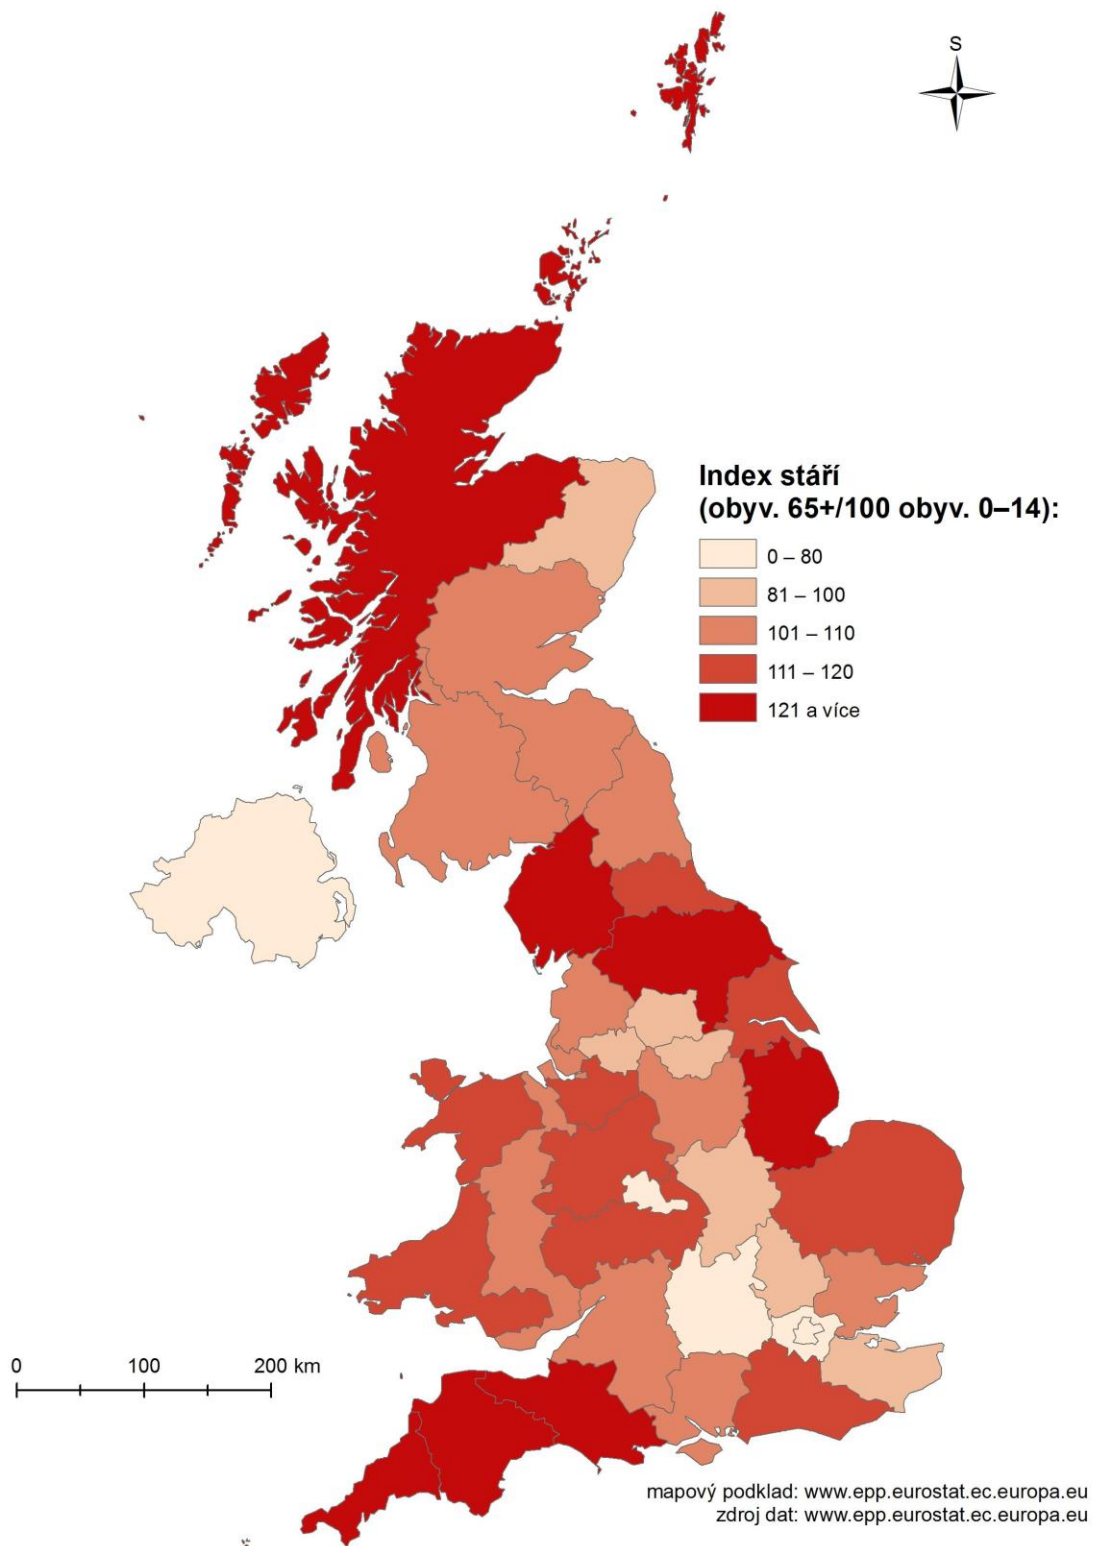 S
Index stáří
(obyv. 65+/100 obyv. 0–14):
0 – 80
81 – 100
101 – 110
111 – 120
121 a více
0 100 200 km
mapový podklad: www.epp.eurostat.ec.europa.eu
zdroj dat: www.epp.eurostat.ec.europa.eu